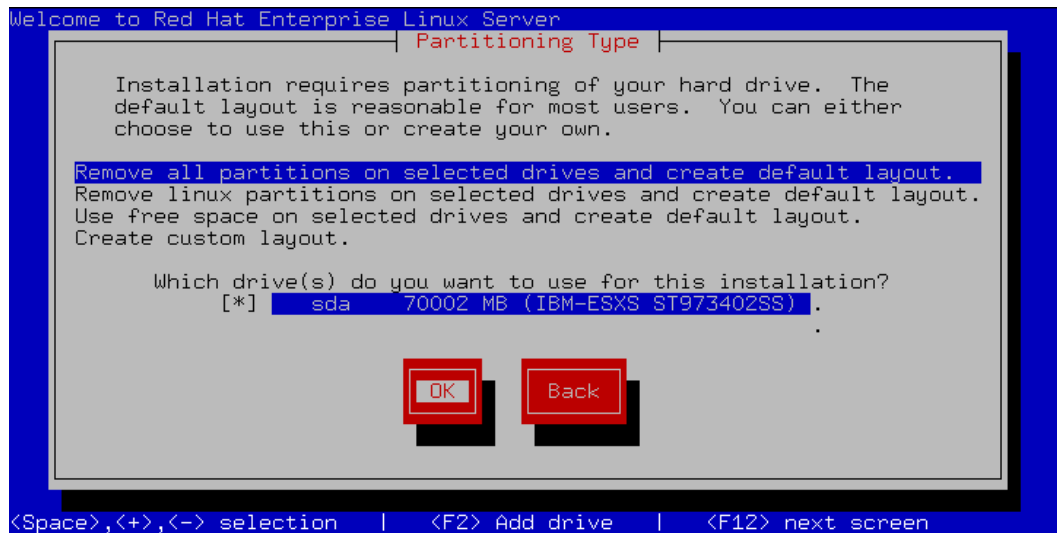 Welcome to Red Hat Enterprise Linux Server
Partitioning Type
Installation requires partitioning of your hard drive.  The
default layout is reasonable for most users.  You can either
choose to use this or create your own.
Remove all partitions on selected drives and create default layout.
Remove linux partitions on selected drives and create default layout.
Use free space on selected drives and create default layout.
Create custom layout.
Which drive(s) do you want to use for this installation?
[*]    sda    70002 MB (IBM-ESXS ST973402SS) .
.
OK    Back
<Space>,<+>,<-> selection   |   <F2> Add drive   |   <F12> next screen